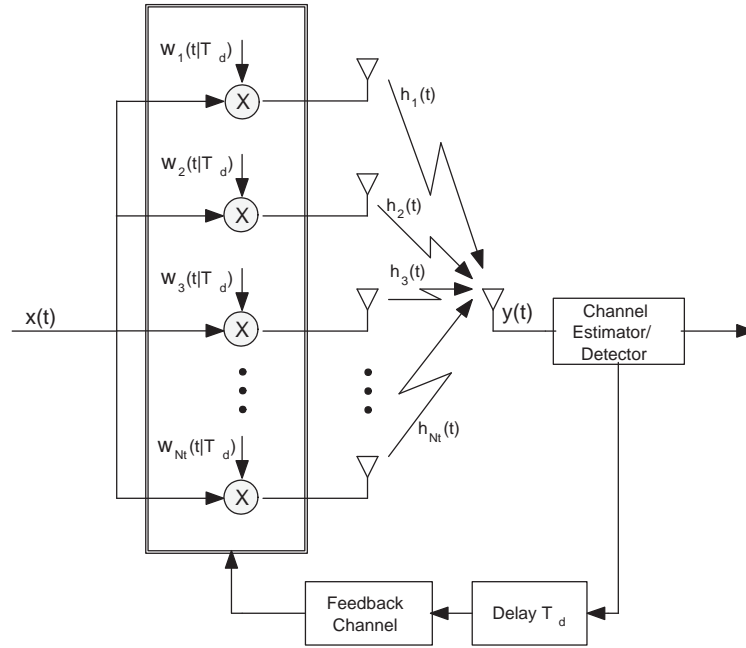 w1(t|T d)
X
h1(t)
w2(t|T d)
X
h2(t)
w3(t|T d)
h3(t)
x(t)
X
y(t)
Channel
Estimator/
Detector
wNt(t|T d)
hNt(t)
X
Feedback
Channel
Delay T d